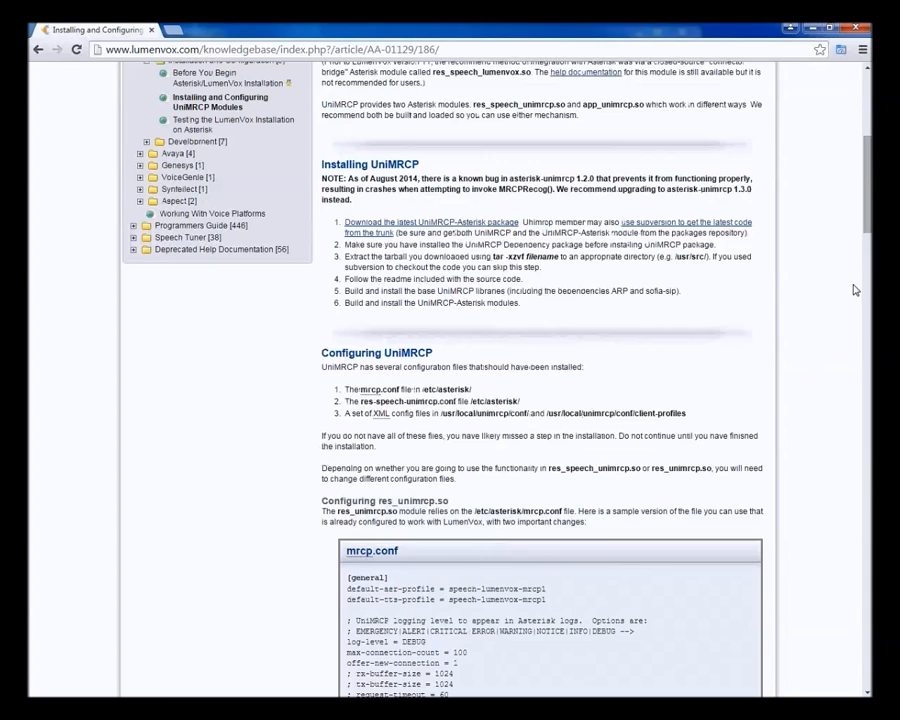 Installing and Configuring
www.lumenvox.com/knowledgebase/index.php?/article/AA-01129/186/
Before You Begin
Asterisk/LumenVox Installation
Installing and Configuring
UniMRCP Modules
Testing the LumenVox Installation
on Asterisk
Development [7]
Avaya [4]
Genesys [1]
VoiceGenie [1]
Syntellect [1]
Aspect [2]
Working With Voice Platforms
Programmers Guide [446]
Speech Tuner [38]
Deprecated Help Documentation [56]
bridge" Asterisk module called res_speech_lumenvox.so. The help documentation for this module is still available but it is
not recommended for users.)
UniMRCP provides two Asterisk modules. res_speech_unimrcp.so and app_unimrcp.so which work in different ways. We
recommend both be built and loaded so you can use either mechanism.
Installing UniMRCP
NOTE: As of August 2014, there is a known bug in asterisk-unimrcp 1.2.0 that prevents it from functioning properly,
resulting in crashes when attempting to invoke MRCPRecog(). We recommend upgrading to asterisk-unimrcp 1.3.0
instead.
1. Download the latest UniMRCP-Asterisk package. Unimrcp member may also use subversion to get the latest code
from the trunk (be sure and get both UniMRCP and the UniMRCP-Asterisk module from the packages repository).
2. Make sure you have installed the UniMRCP Dependency package before installing UniMRCP package.
3. Extract the tarball you downloaded using tar -xzvf filename to an appropriate directory (e.g. /usr/src/). If you used
subversion to checkout the code you can skip this step.
4. Follow the readme included with the source code.
5. Build and install the base UniMRCP libraries (including the dependencies APR and sofia-sip).
6. Build and install the UniMRCP-Asterisk modules.
Configuring UniMRCP
UniMRCP has several configuration files that should have been installed:
1. The mrcp.conf file in /etc/asterisk/
2. The res-speech-unimrcp.conf file /etc/asterisk/
3. A set of XML config files in /usr/local/unimrcp/conf/ and /usr/local/unimrcp/conf/client-profiles
If you do not have all of these files, you have likely missed a step in the installation. Do not continue until you have finished
the installation.
Depending on whether you are going to use the functionality in res_speech_unimrcp.so or res_unimrcp.so, you will need
to change different configuration files.
Configuring res_unimrcp.so
The res_unimrcp.so module relies on the /etc/asterisk/mrcp.conf file. Here is a sample version of the file you can use that
is already configured to work with LumenVox, with two important changes:
mrcp.conf
[general]
default-asr-profile = speech-lumenvox-mrcp1
default-tts-profile = speech-lumenvox-mrcp1
; UniMRCP logging level to appear in Asterisk logs. Options are:
; EMERGENCY|ALERT|CRITICAL|ERROR|WARNING|NOTICE|INFO|DEBUG -->
log-level = DEBUG
max-connection-count = 100
offer-new-connection = 1
; rx-buffer-size = 1024
; tx-buffer-size = 1024
; request-timeout = 60